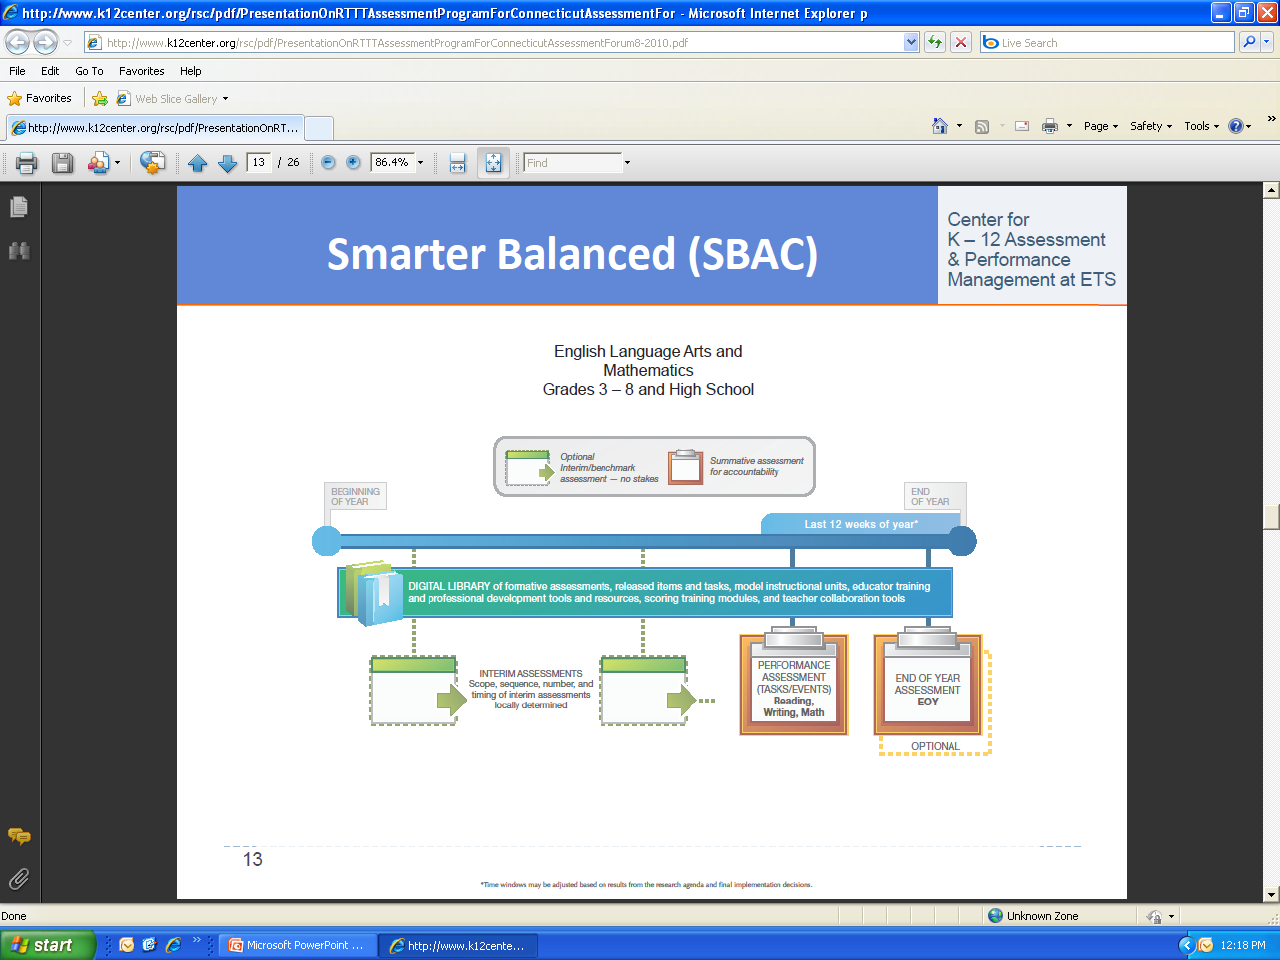 http://www.k12center.org/rsc/pdf/PresentationOnRTTTAssessmentProgramForConnecticutAssessmentFor - Microsoft Internet Explorer p
http://www.k12center.org/rsc/pdf/PresentationOnRTTTAssessmentProgramForConnecticutAssessmentForum8-2010.pdf
Live Search
File Edit Go To Favorites Help
Favorites Web Slice Gallery
http://www.k12center.org/rsc/pdf/PresentationOnRT...
Page Safety Tools
13 / 26 86.4% Find
Smarter Balanced (SBAC)
Center for
K – 12 Assessment
& Performance
Management at ETS
English Language Arts and
Mathematics
Grades 3 – 8 and High School
Optional
Interim/benchmark
assessment — no stakes
Summative assessment
for accountability
BEGINNING
OF YEAR
END
OF YEAR
Last 12 weeks of year*
DIGITAL LIBRARY of formative assessments, released items and tasks, model instructional units, educator training
and professional development tools and resources, scoring training modules, and teacher collaboration tools
INTERIM ASSESSMENTS
Scope, sequence, number, and
timing of interim assessments
locally determined
PERFORMANCE
ASSESSMENT
(TASKS/EVENTS)
Reading,
Writing, Math
END OF YEAR
ASSESSMENT
EOY
OPTIONAL
13
*Time windows may be adjusted based on results from the research agenda and final implementation decisions.
Done
Unknown Zone
start
Microsoft PowerPoint ...
http://www.k12cente...
12:18 PM